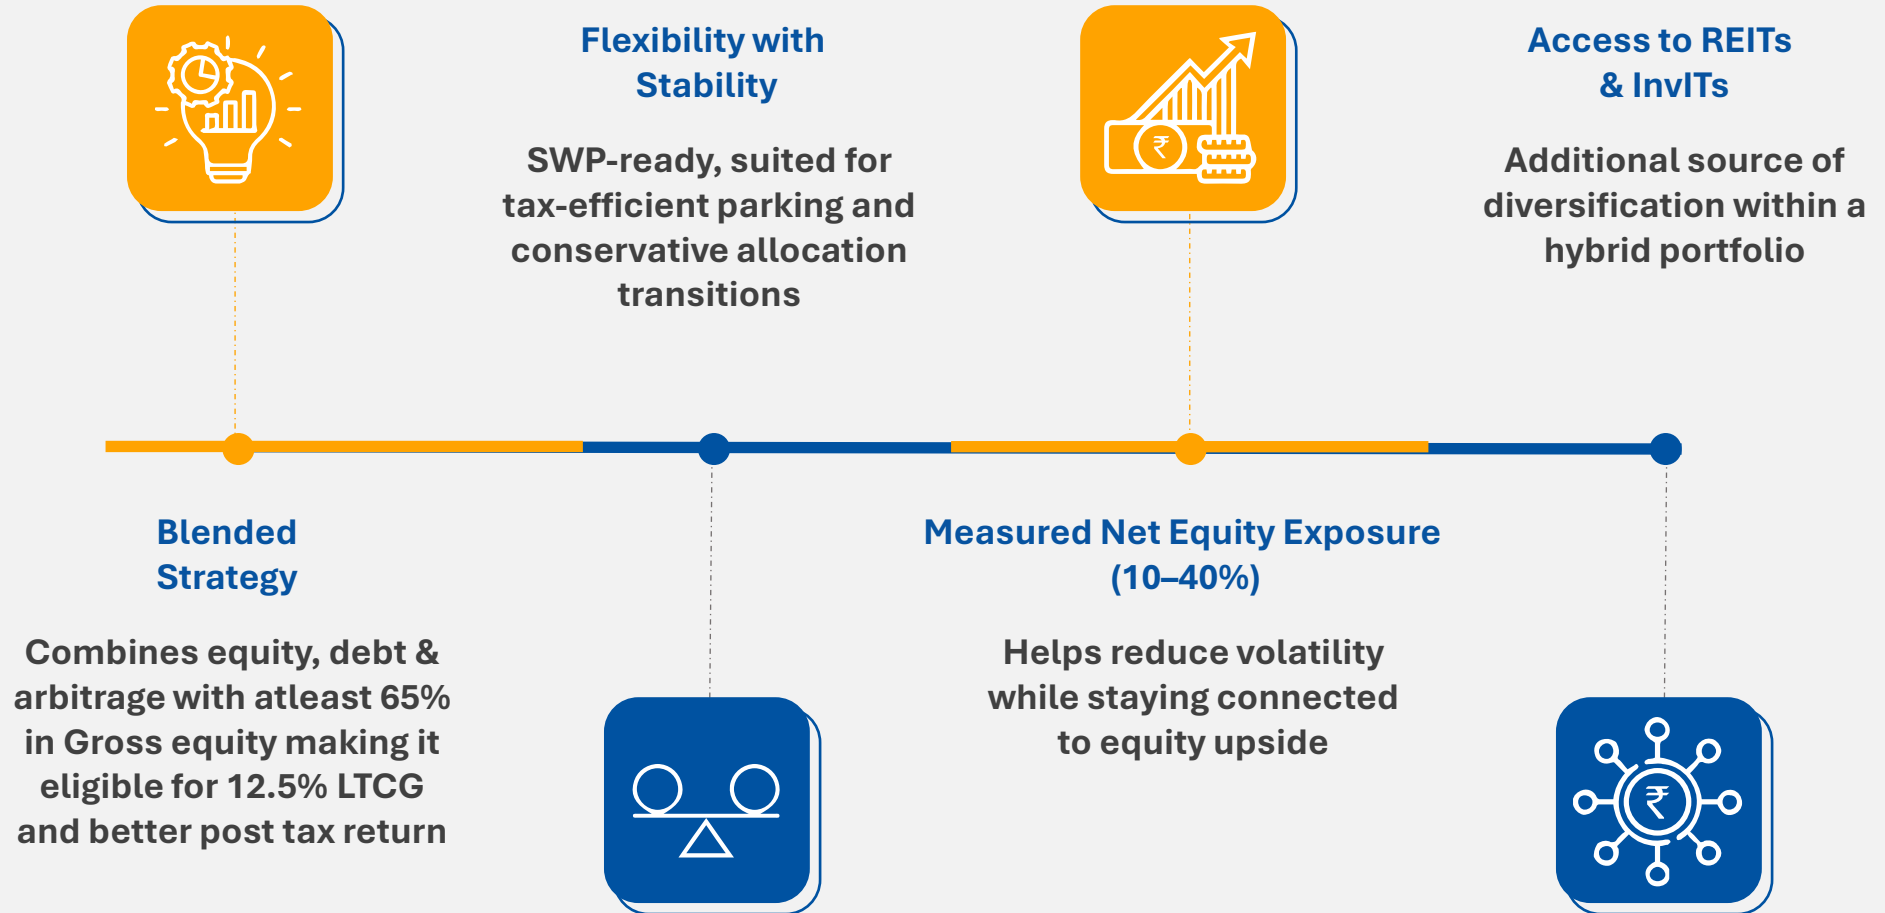 Blended
Strategy
Combines equity, debt &
arbitrage with atleast 65%
in Gross equity making it
eligible for 12.5% LTCG
and better post tax return
Flexibility with
Stability
SWP-ready, suited for
tax-efficient parking and
conservative allocation
transitions
₹
Measured Net Equity Exposure
(10–40%)
Helps reduce volatility
while staying connected
to equity upside
Access to REITs
& InvITs
Additional source of
diversification within a
hybrid portfolio
₹